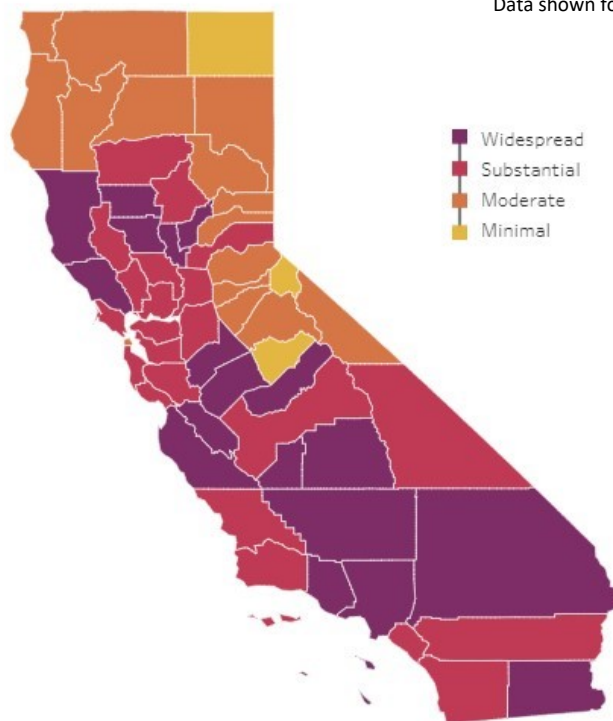 Data shown fo
Widespread
Substantial
Moderate
Minimal